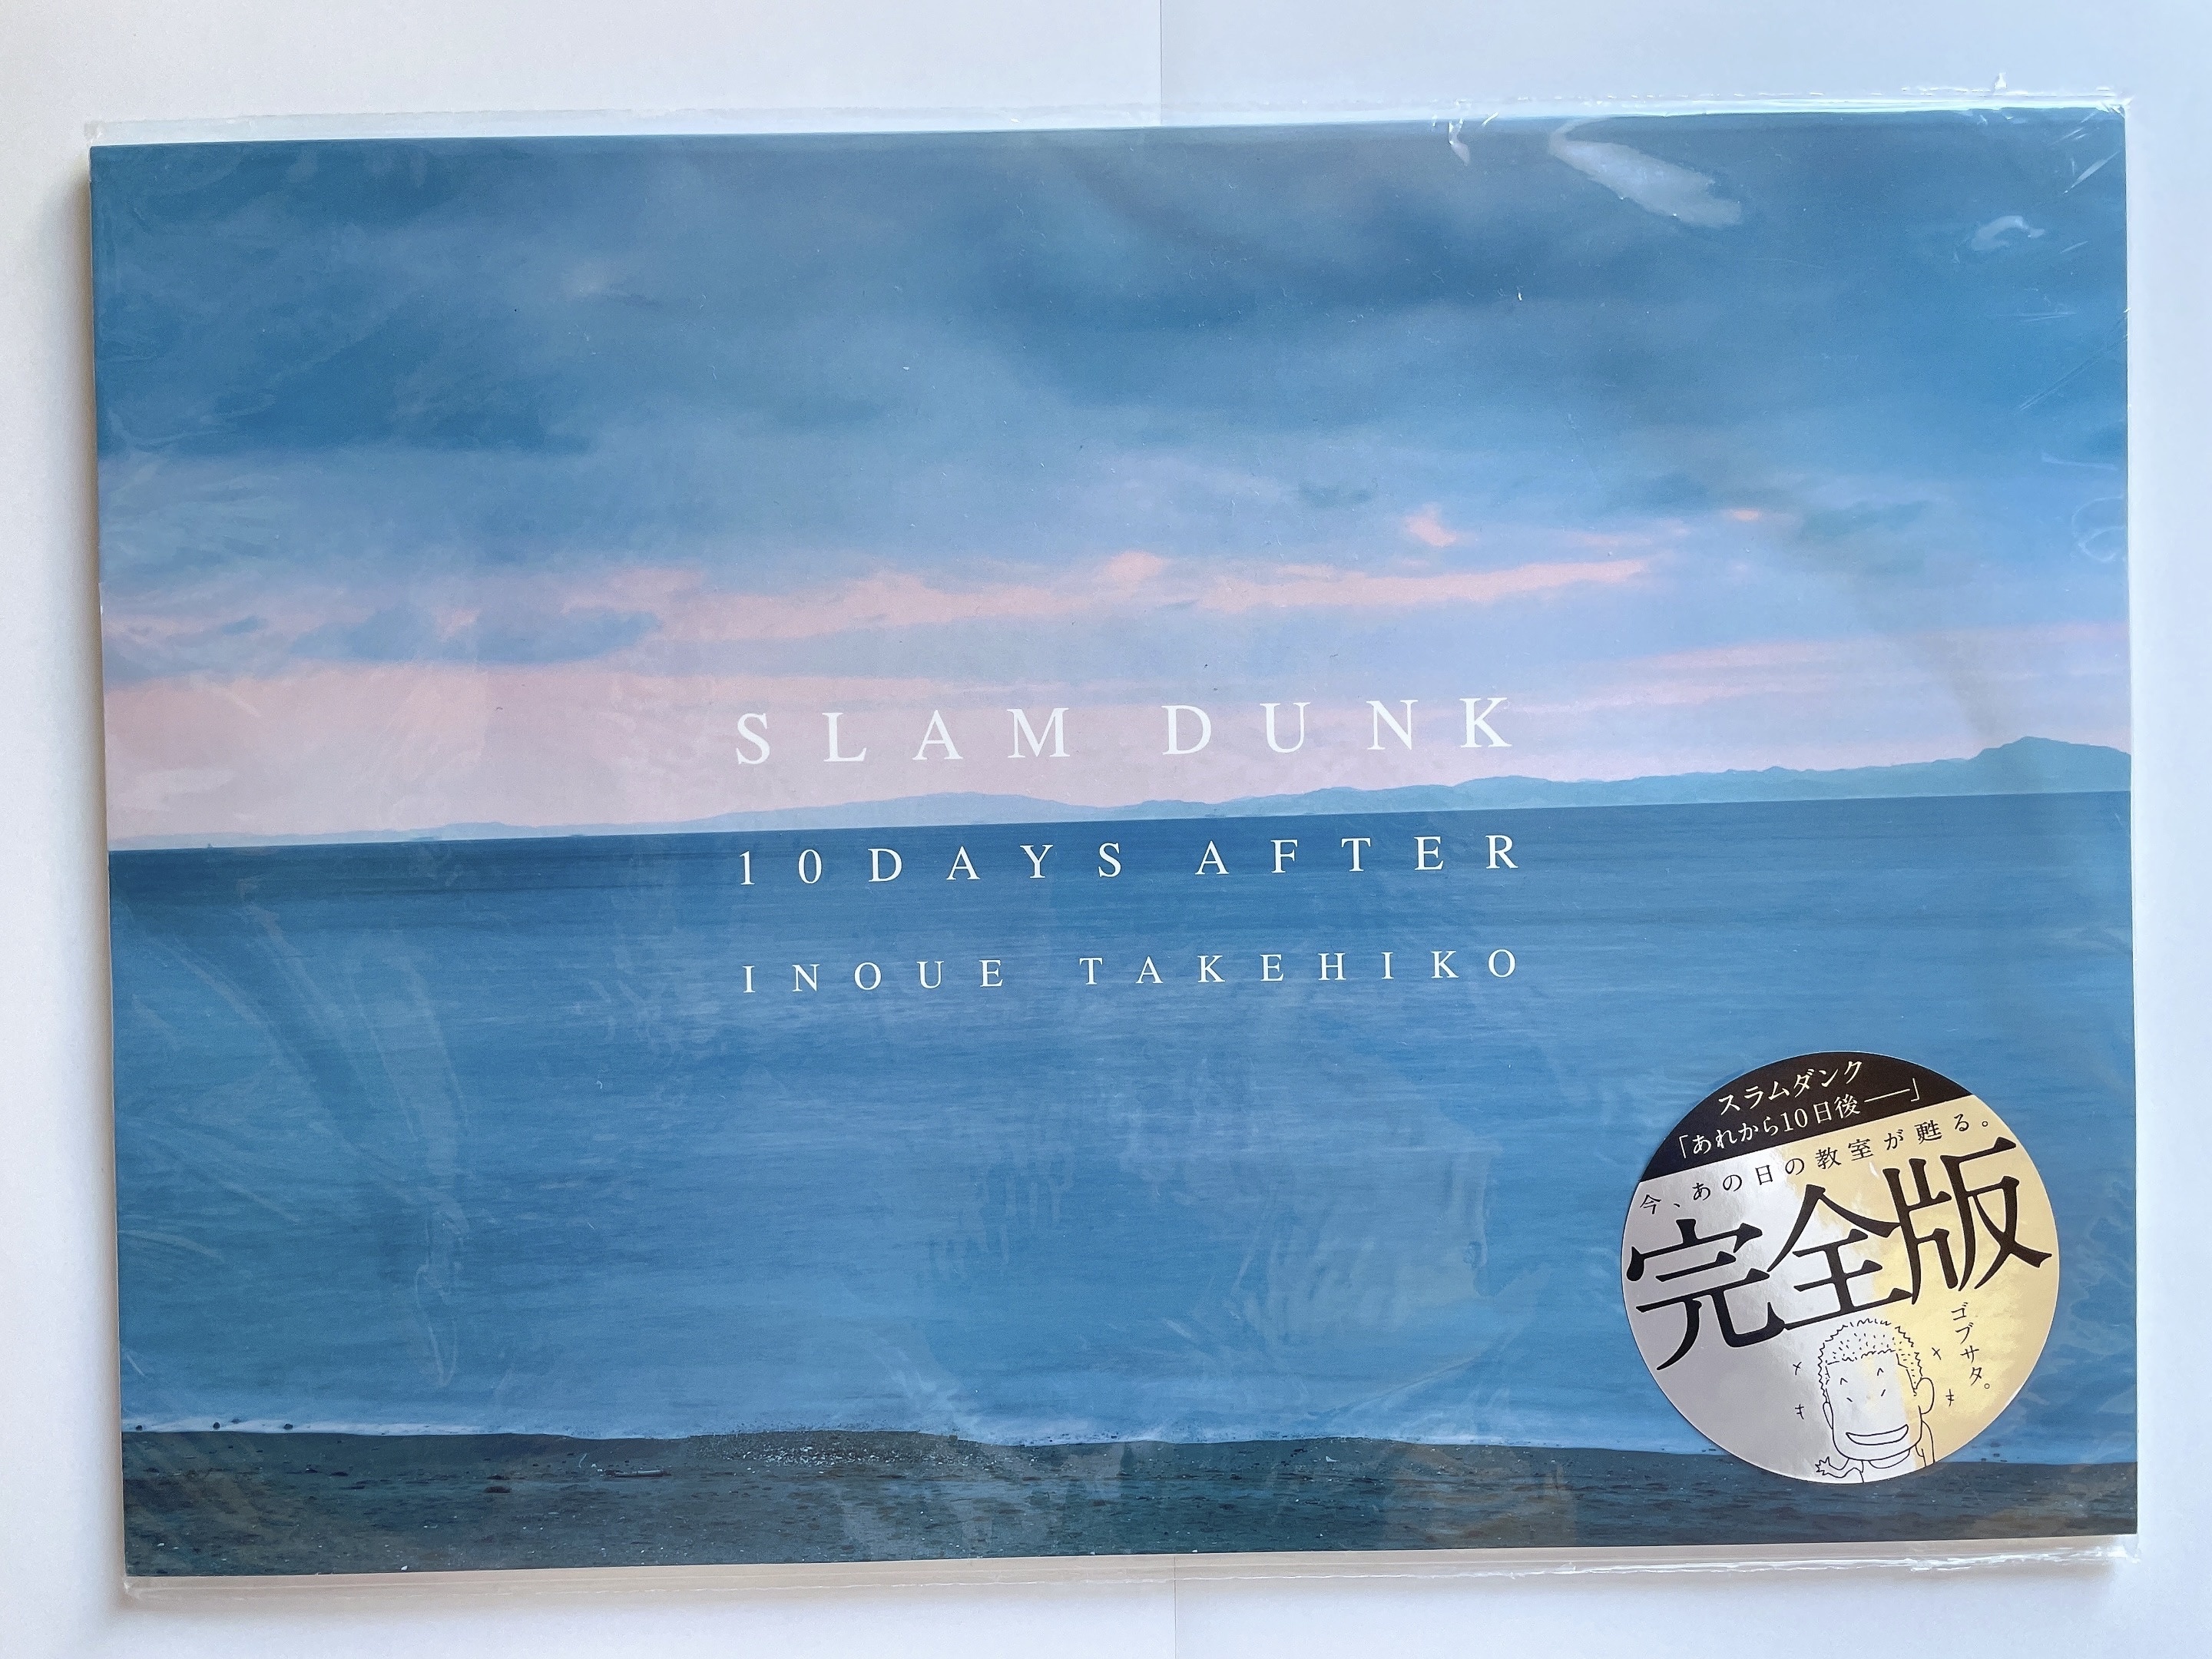 SLAM DUNK
10DAYS AFTER
INOUE TAKEHIKO
スラムダンク
「あれから10日後──」
今、あの日の教室が甦る。
完全版
ゴブサタ。